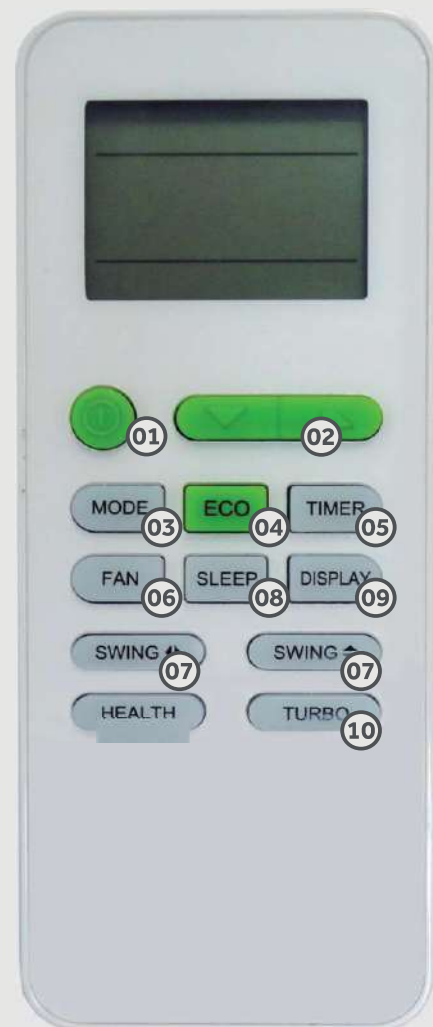 01 02
MODE 03 ECO 04 TIMER 05
FAN 06 SLEEP 08 DISPLAY 09
SWING 07 SWING 07
HEALTH TURBO 10